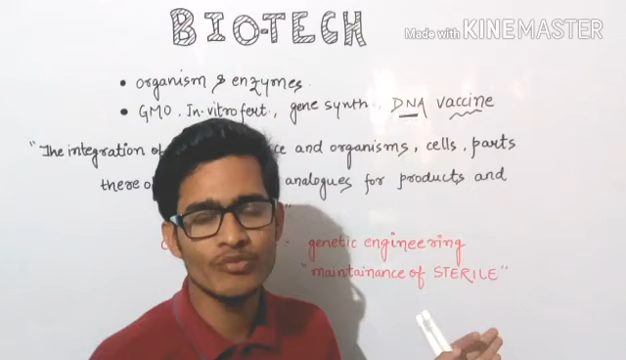 BIO-TECH
Made with KINEMASTER
• organism & enzymes.
• GMO, In-vitro fert., gene synth., DNA vaccine
"The integration of ce and organisms, cells, parts
there o analogues for products and
genetic engineering
"maintainance of STERILE"